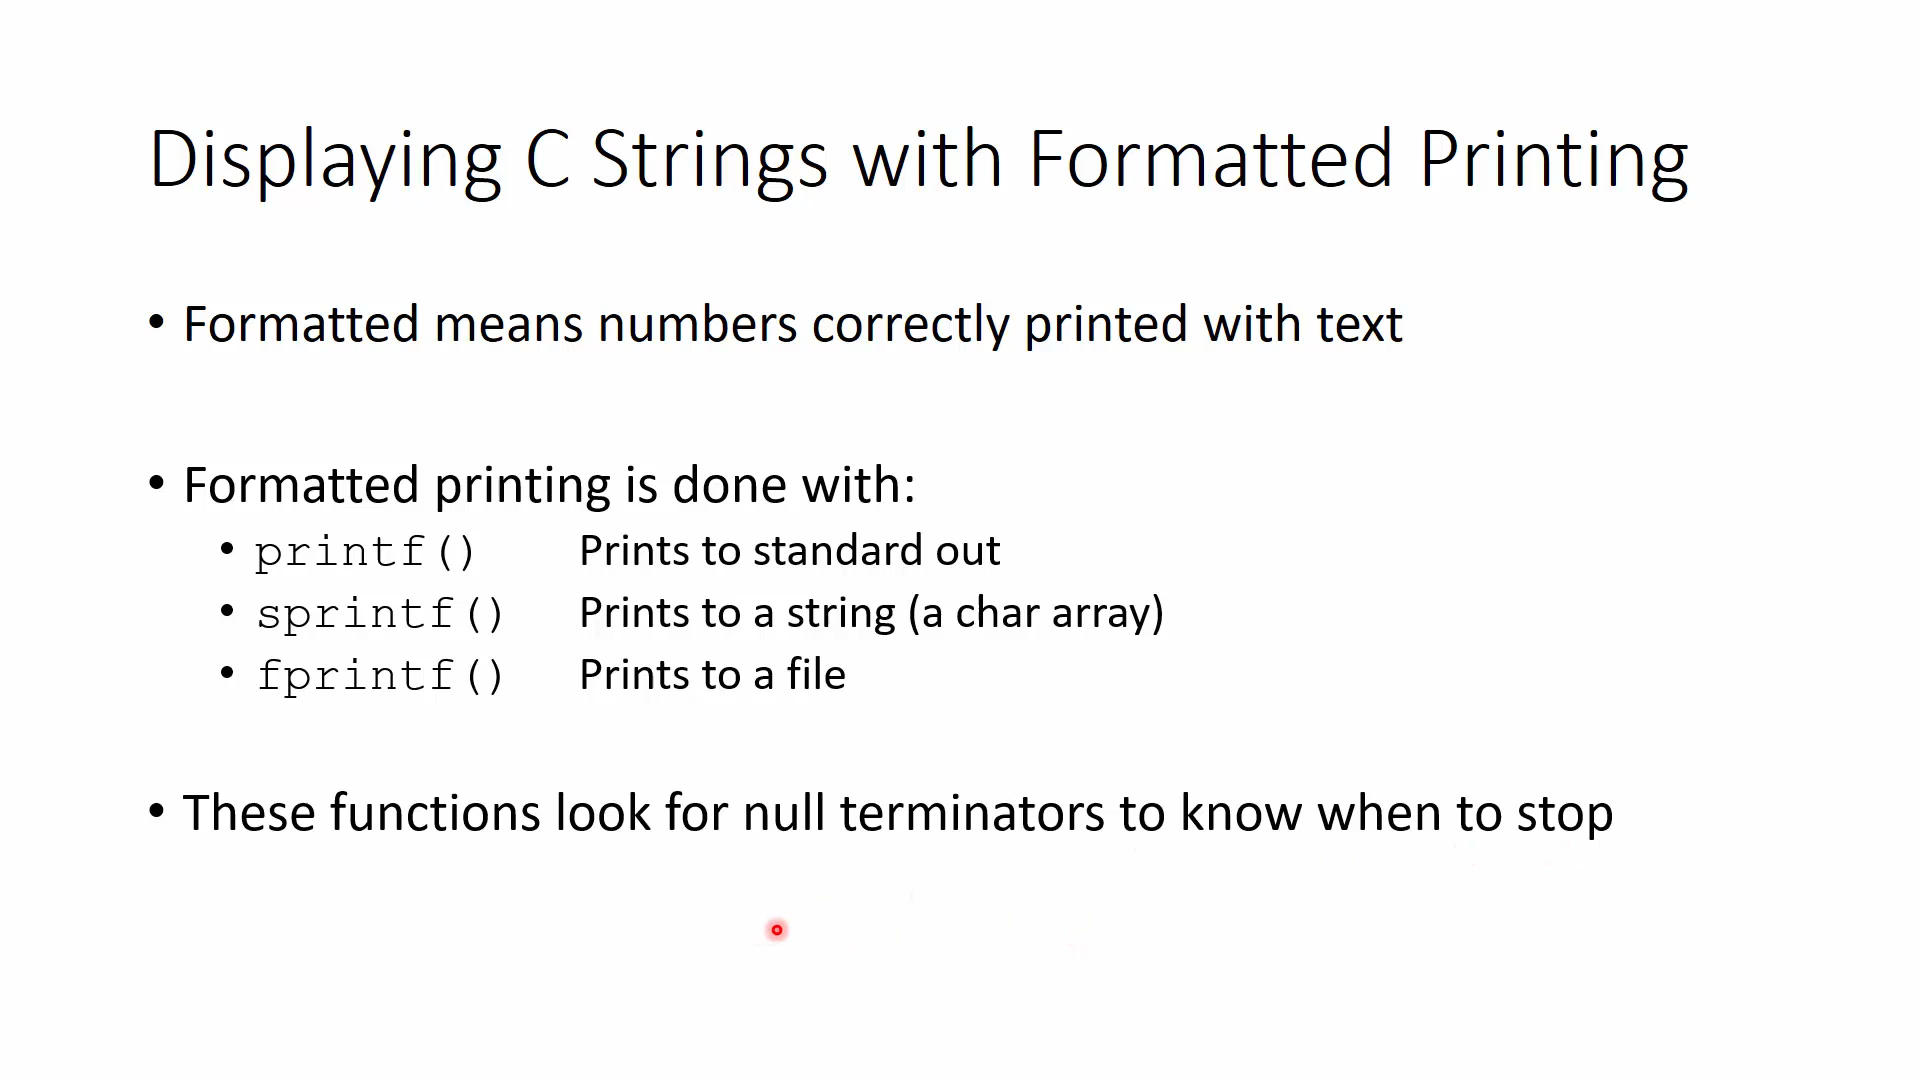 Displaying C Strings with Formatted Printing
• Formatted means numbers correctly printed with text
• Formatted printing is done with:
• printf() Prints to standard out
• sprintf() Prints to a string (a char array)
• fprintf() Prints to a file
• These functions look for null terminators to know when to stop